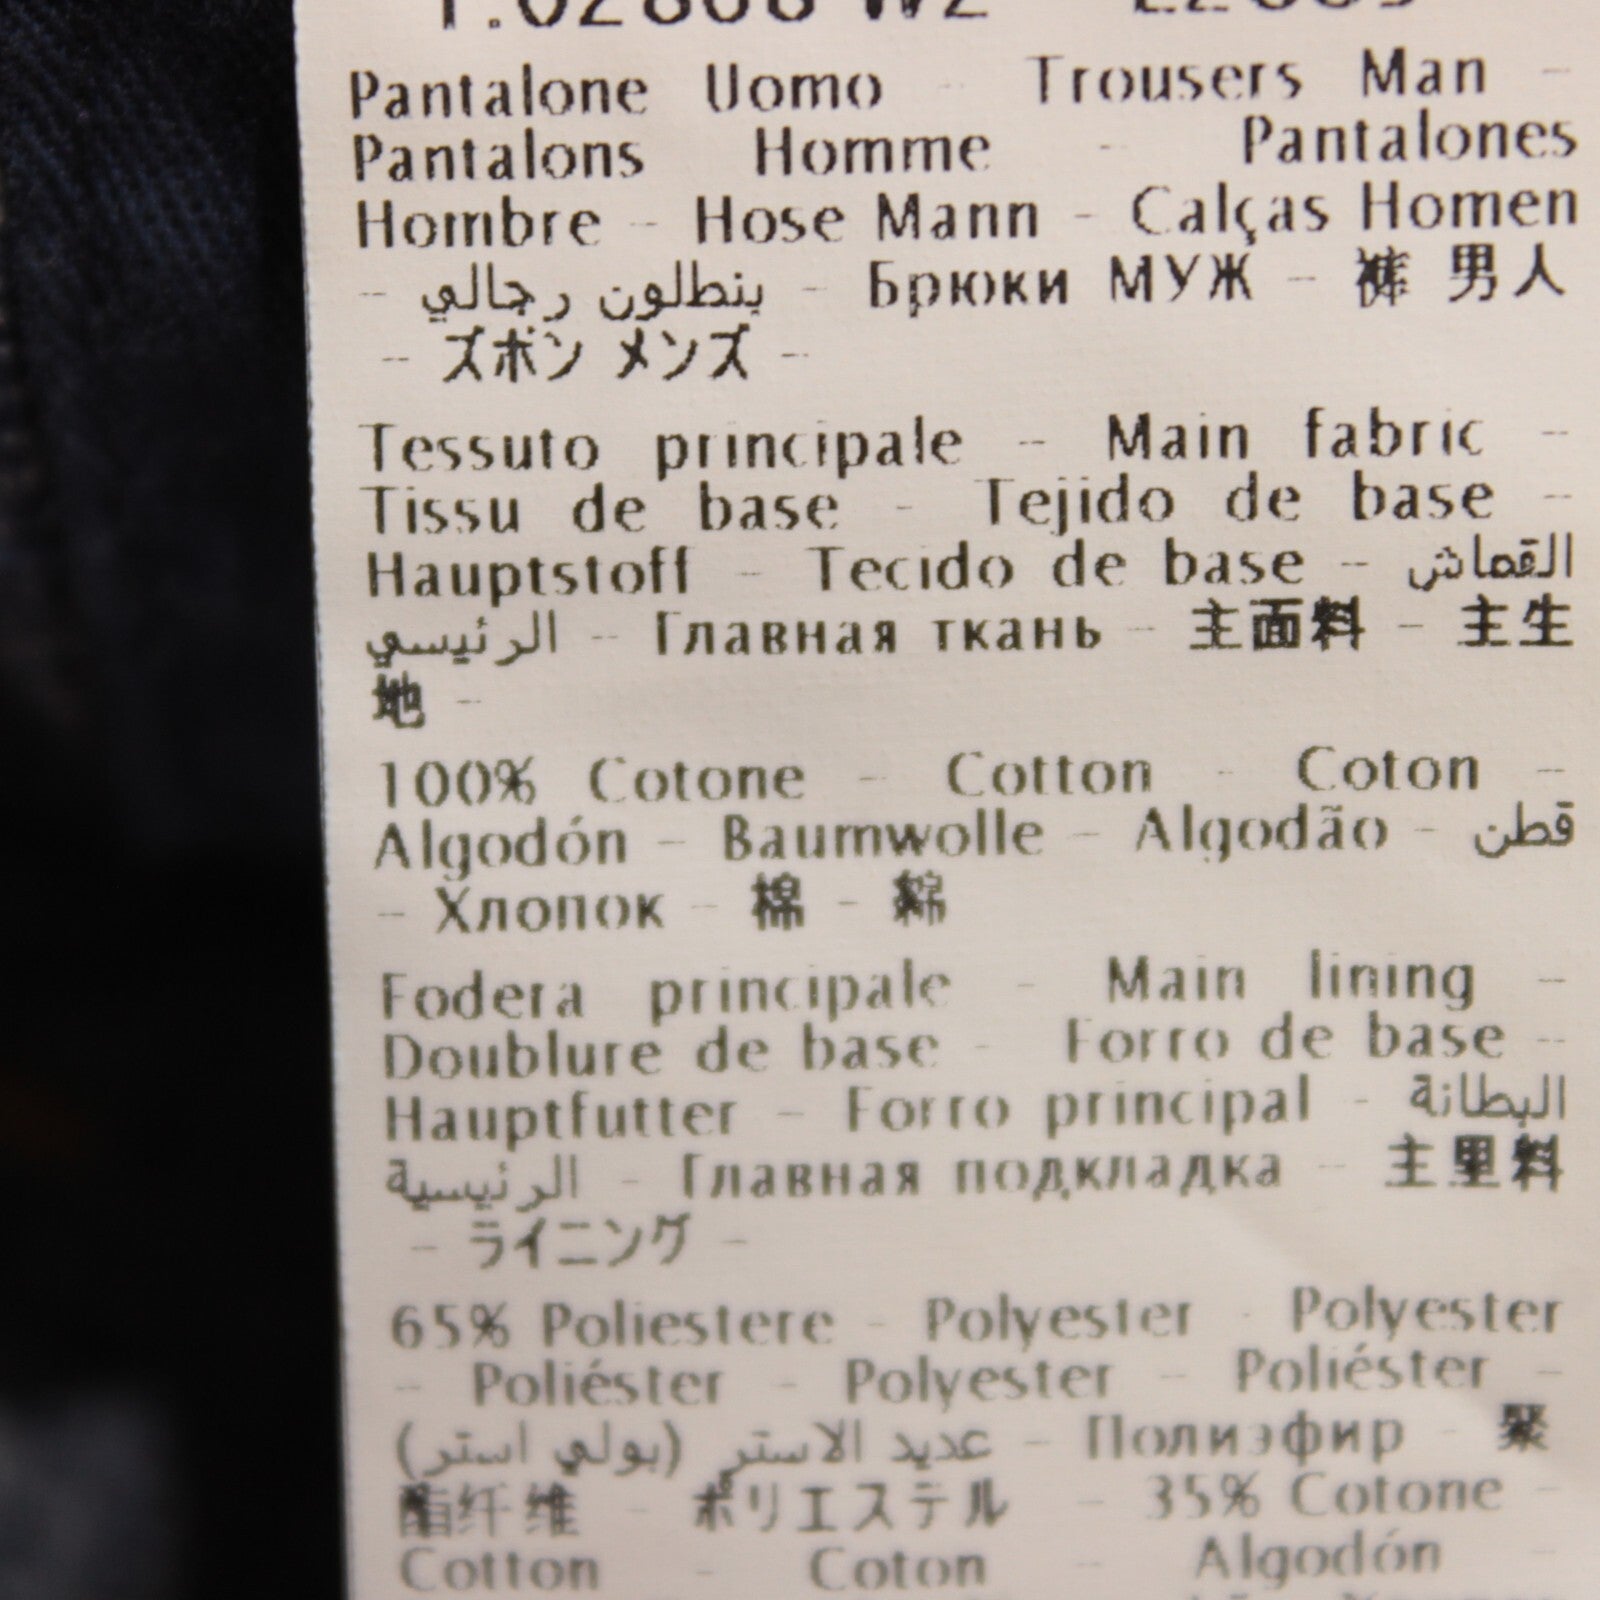 Pantalone Uomo - Trousers Man -
Pantalons Homme - Pantalones
Hombre - Hose Mann - Calças Homen
- بنطلون رجالي - Брюки МУЖ - 裤 男人
- ズボン メンズ -
Tessuto principale - Main fabric -
Tissu de base - Tejido de base -
Hauptstoff - Tecido de base - القماش
الرئيسي - Главная ткань - 主面料 - 主生
地 -
100% Cotone - Cotton - Coton -
Algodón - Baumwolle - Algodão - قطن
- Хлопок - 棉 - 綿
Fodera principale - Main lining -
Doublure de base - Forro de base -
Hauptfutter - Forro principal - البطانة
الرئيسية - Главная подкладка - 主里料
- ライニング -
65% Poliestere - Polyester - Polyester
- Poliéster - Polyester - Poliéster -
عديد الاستر (بولي استر) - Полиэфир - 聚
酯纤维 - ポリエステル - 35% Cotone -
Cotton - Coton - Algodón